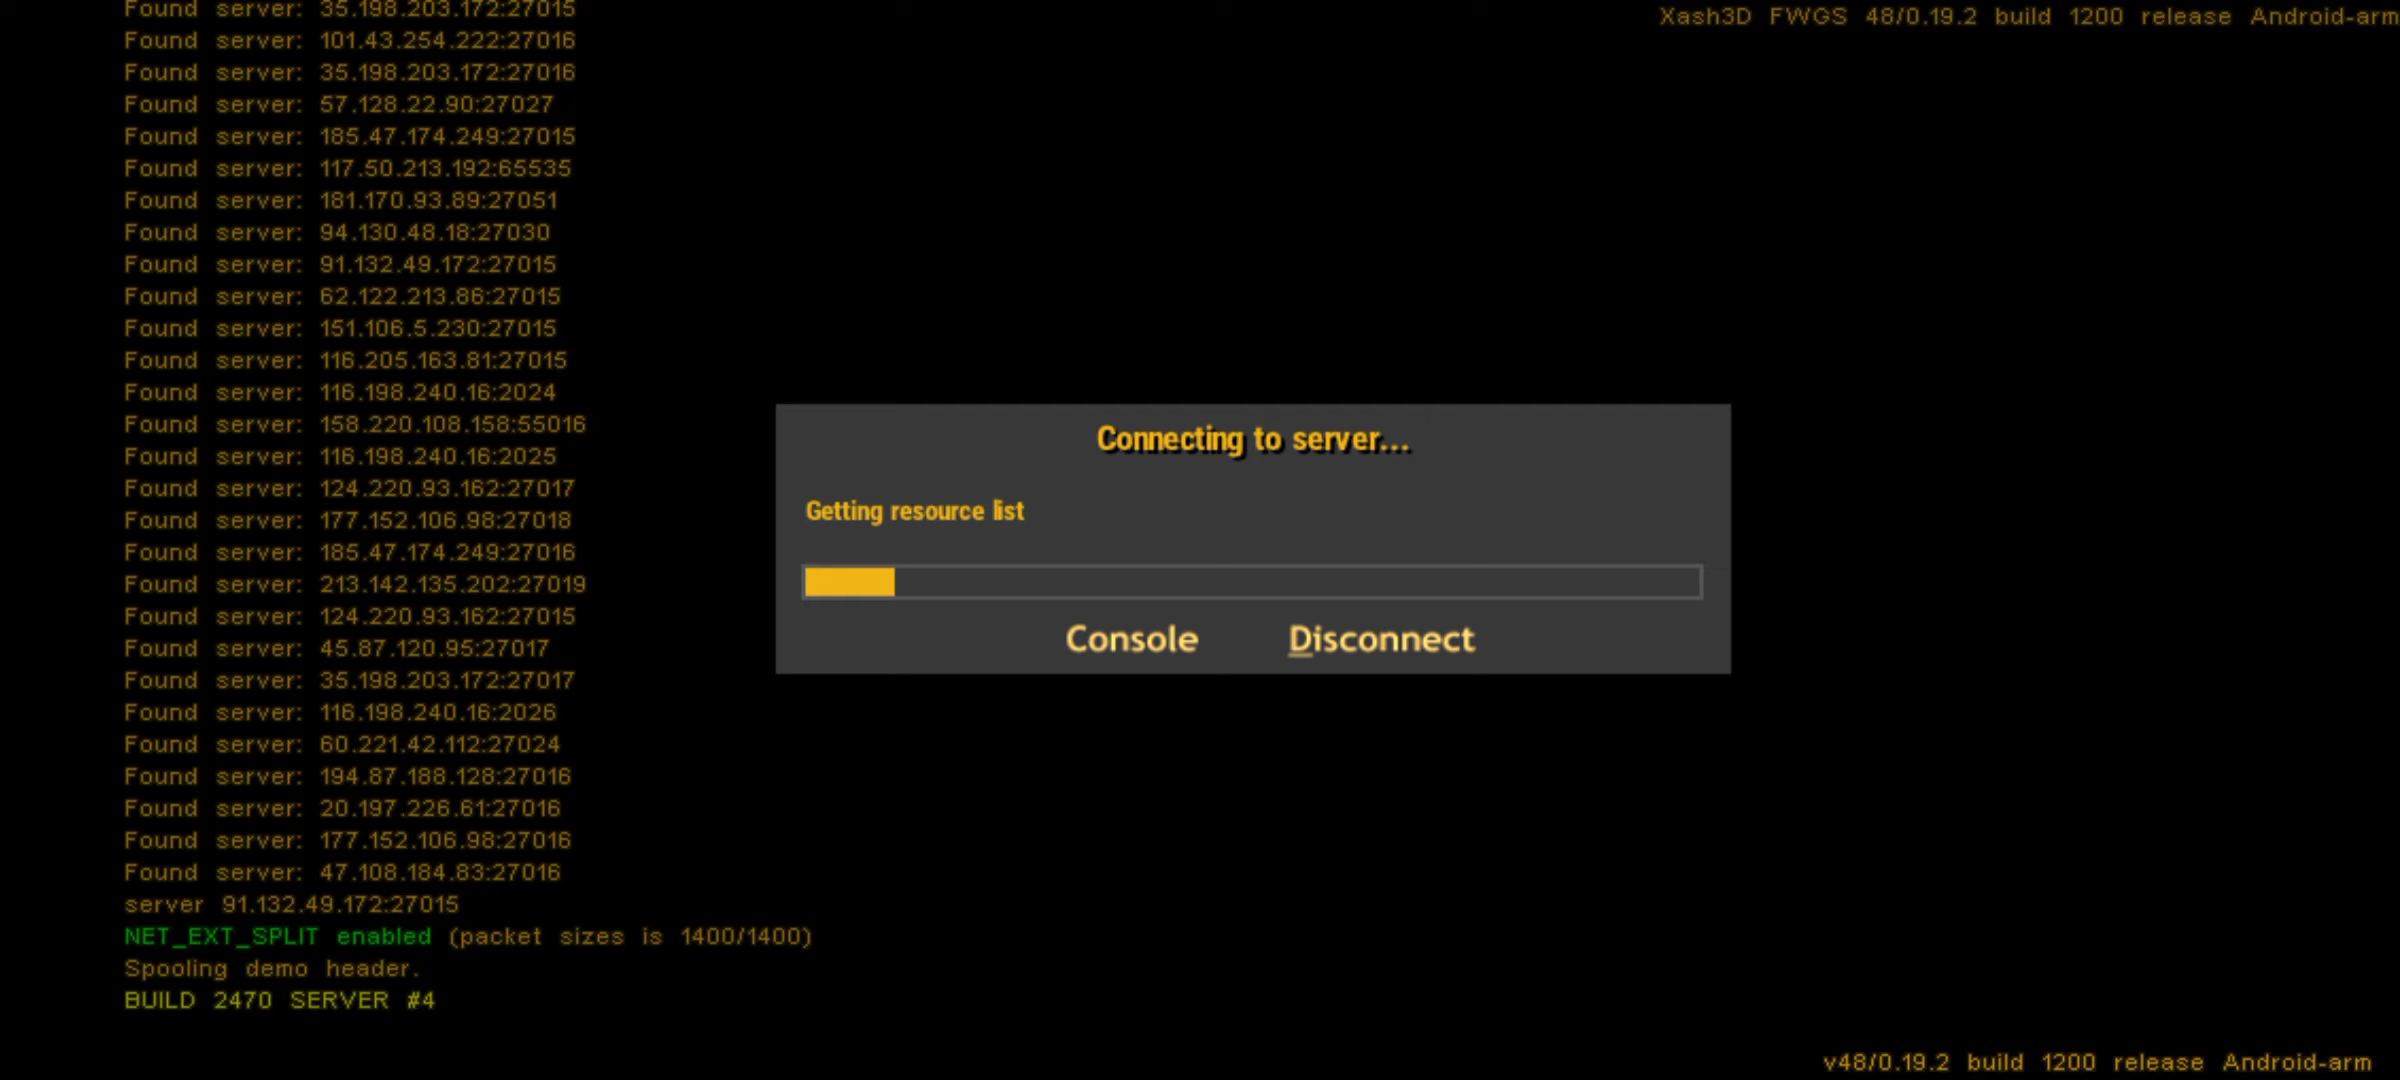 Found server: 35.198.203.172:27015
Xash3D FWGS 48/0.19.2 build 1200 release Android-arm
Found server: 101.43.254.222:27016
Found server: 35.198.203.172:27016
Found server: 57.128.22.90:27027
Found server: 185.47.174.249:27015
Found server: 117.50.213.192:65535
Found server: 181.170.93.89:27051
Found server: 94.130.48.18:27030
Found server: 91.132.49.172:27015
Found server: 62.122.213.86:27015
Found server: 151.106.5.230:27015
Found server: 116.205.163.81:27015
Found server: 116.198.240.16:2024
Found server: 158.220.108.158:55016
Found server: 116.198.240.16:2025
Found server: 124.220.93.162:27017
Found server: 177.152.106.98:27018
Found server: 185.47.174.249:27016
Found server: 213.142.135.202:27019
Found server: 124.220.93.162:27015
Found server: 45.87.120.95:27017
Found server: 35.198.203.172:27017
Found server: 116.198.240.16:2026
Found server: 60.221.42.112:27024
Found server: 194.87.188.128:27016
Found server: 20.197.226.61:27016
Found server: 177.152.106.98:27016
Found server: 47.108.184.83:27016
server 91.132.49.172:27015
NET_EXT_SPLIT enabled (packet sizes is 1400/1400)
Spooling demo header.
BUILD 2470 SERVER #4
Connecting to server...
Getting resource list
Console Disconnect
v48/0.19.2 build 1200 release Android-arm